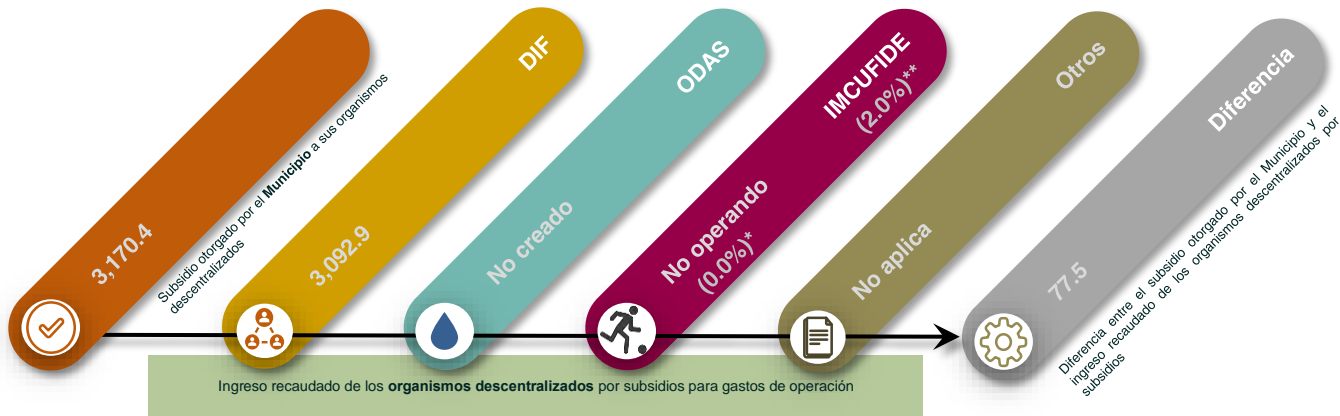 3,170.4
Subsidio otorgado por el Municipio a sus organismos
descentralizados
DIF
3,092.9
ODAS
No creado
IMCUFIDE
(2.0%)**
No operando
(0.0%)*
Otros
No aplica
Diferencia
77.5
Diferencia entre el subsidio otorgado por el Municipio y el
ingreso recaudado de los organismos descentralizados por
subsidios
Ingreso recaudado de los organismos descentralizados por subsidios para gastos de operación